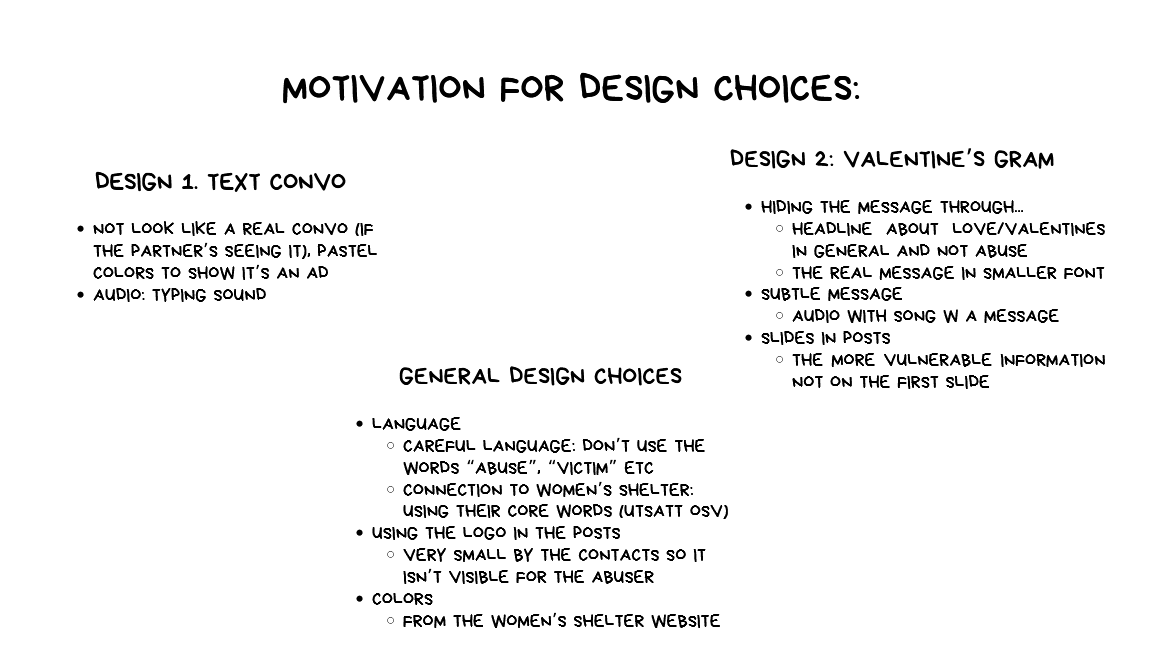 MOTIVATION FOR DESIGN CHOICES:
DESIGN 1. TEXT CONVO
• NOT LOOK LIKE A REAL CONVO (IF
THE PARTNER'S SEEING IT), PASTEL
COLORS TO SHOW IT'S AN AD
• AUDIO: TYPING SOUND
DESIGN 2: VALENTINE'S GRAM
• HIDING THE MESSAGE THROUGH...
○ HEADLINE ABOUT LOVE/VALENTINES
IN GENERAL AND NOT ABUSE
○ THE REAL MESSAGE IN SMALLER FONT
• SUBTLE MESSAGE
○ AUDIO WITH SONG W A MESSAGE
• SLIDES IN POSTS
○ THE MORE VULNERABLE INFORMATION
NOT ON THE FIRST SLIDE
GENERAL DESIGN CHOICES
• LANGUAGE
○ CAREFUL LANGUAGE: DON'T USE THE
WORDS "ABUSE", "VICTIM" ETC
○ CONNECTION TO WOMEN'S SHELTER:
USING THEIR CORE WORDS (UTSATT OSV)
• USING THE LOGO IN THE POSTS
○ VERY SMALL BY THE CONTACTS SO IT
ISN'T VISIBLE FOR THE ABUSER
• COLORS
○ FROM THE WOMEN'S SHELTER WEBSITE